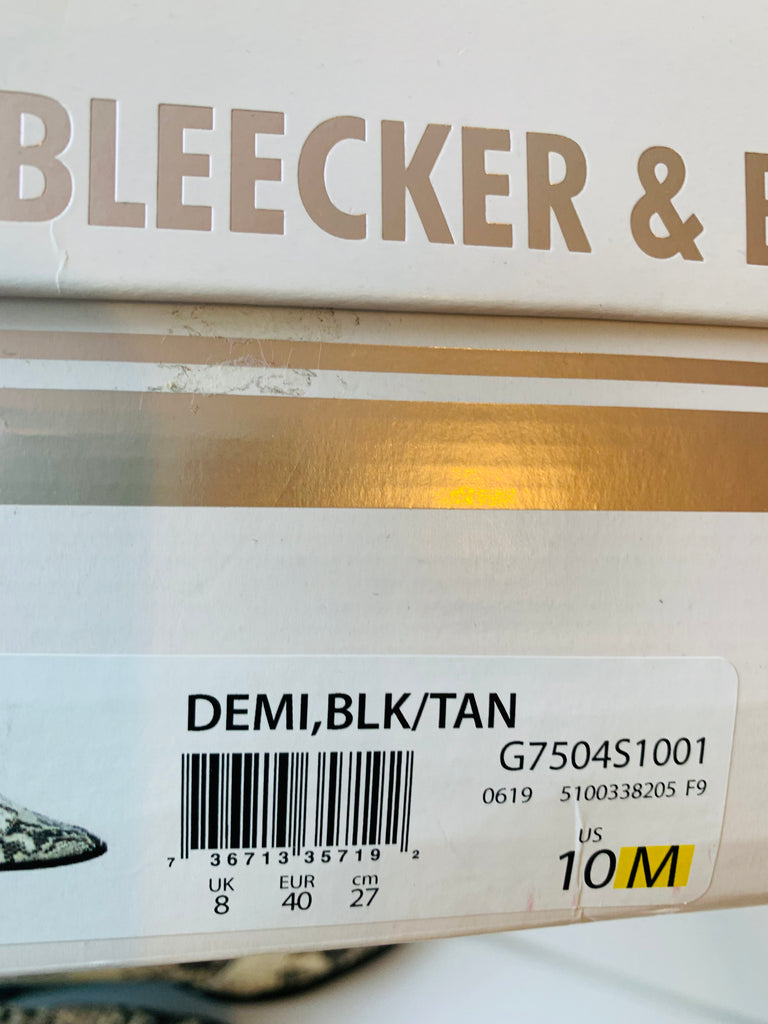 BLEECKER &
DEMI,BLK/TAN
G7504S1001
0619 5100338205 F9
7 36713 35719 2
US
10 M
UK EUR cm
8 40 27